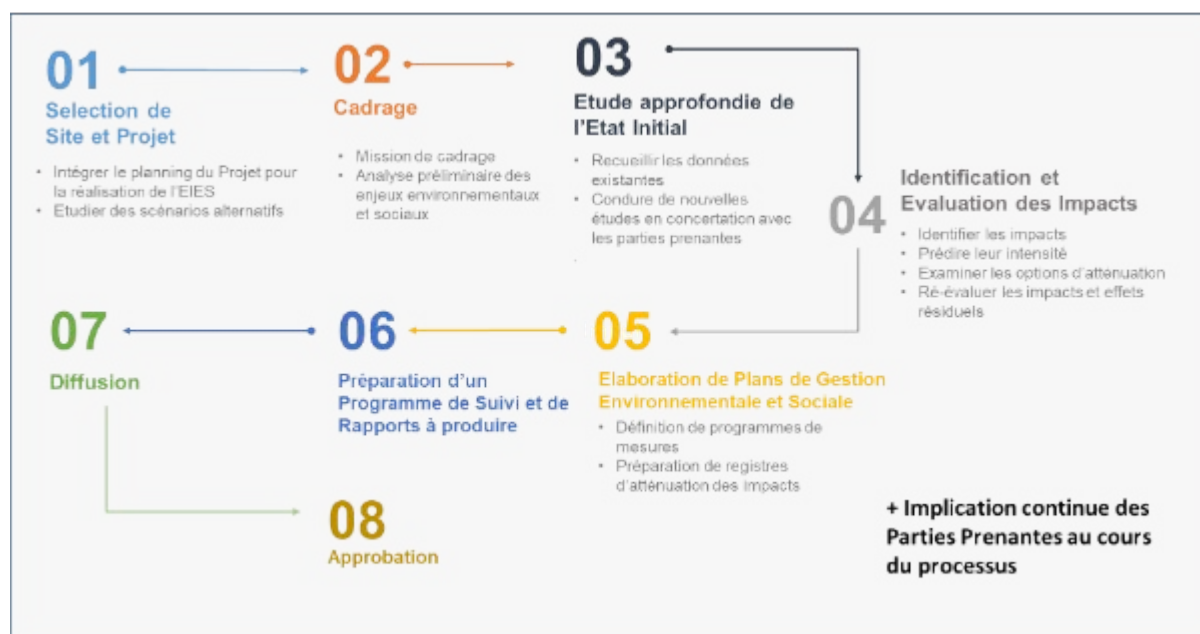 01
Selection de
Site et Projet
• Intégrer le planning du Projet pour
la réalisation de l'EIES
• Etudier des scénarios alternatifs
02
Cadrage
• Mission de cadrage
• Analyse préliminaire des
enjeux environnementaux
et sociaux
03
Etude approfondie de
l'Etat Initial
• Recueillir les données
existantes
• Condure de nouvelles
études en concertation avec
les parties prenantes
04
Identification et
Evaluation des Impacts
• Identifier les impacts
• Prédire leur intensité
• Examiner les options d'attenuation
• Ré-évaluer les impacts et effets
résiduels
05
Elaboration de Plans de Gestion
Environnementale et Sociale
• Définition de programmes de
mesures
• Préparation de registres
d'atténuation des Impacts
06
Préparation d'un
Programme de Suivi et de
Rapports à produire
07
Diffusion
08
Approbation
+ Implication continue des
Parties Prenantes au cours
du processus